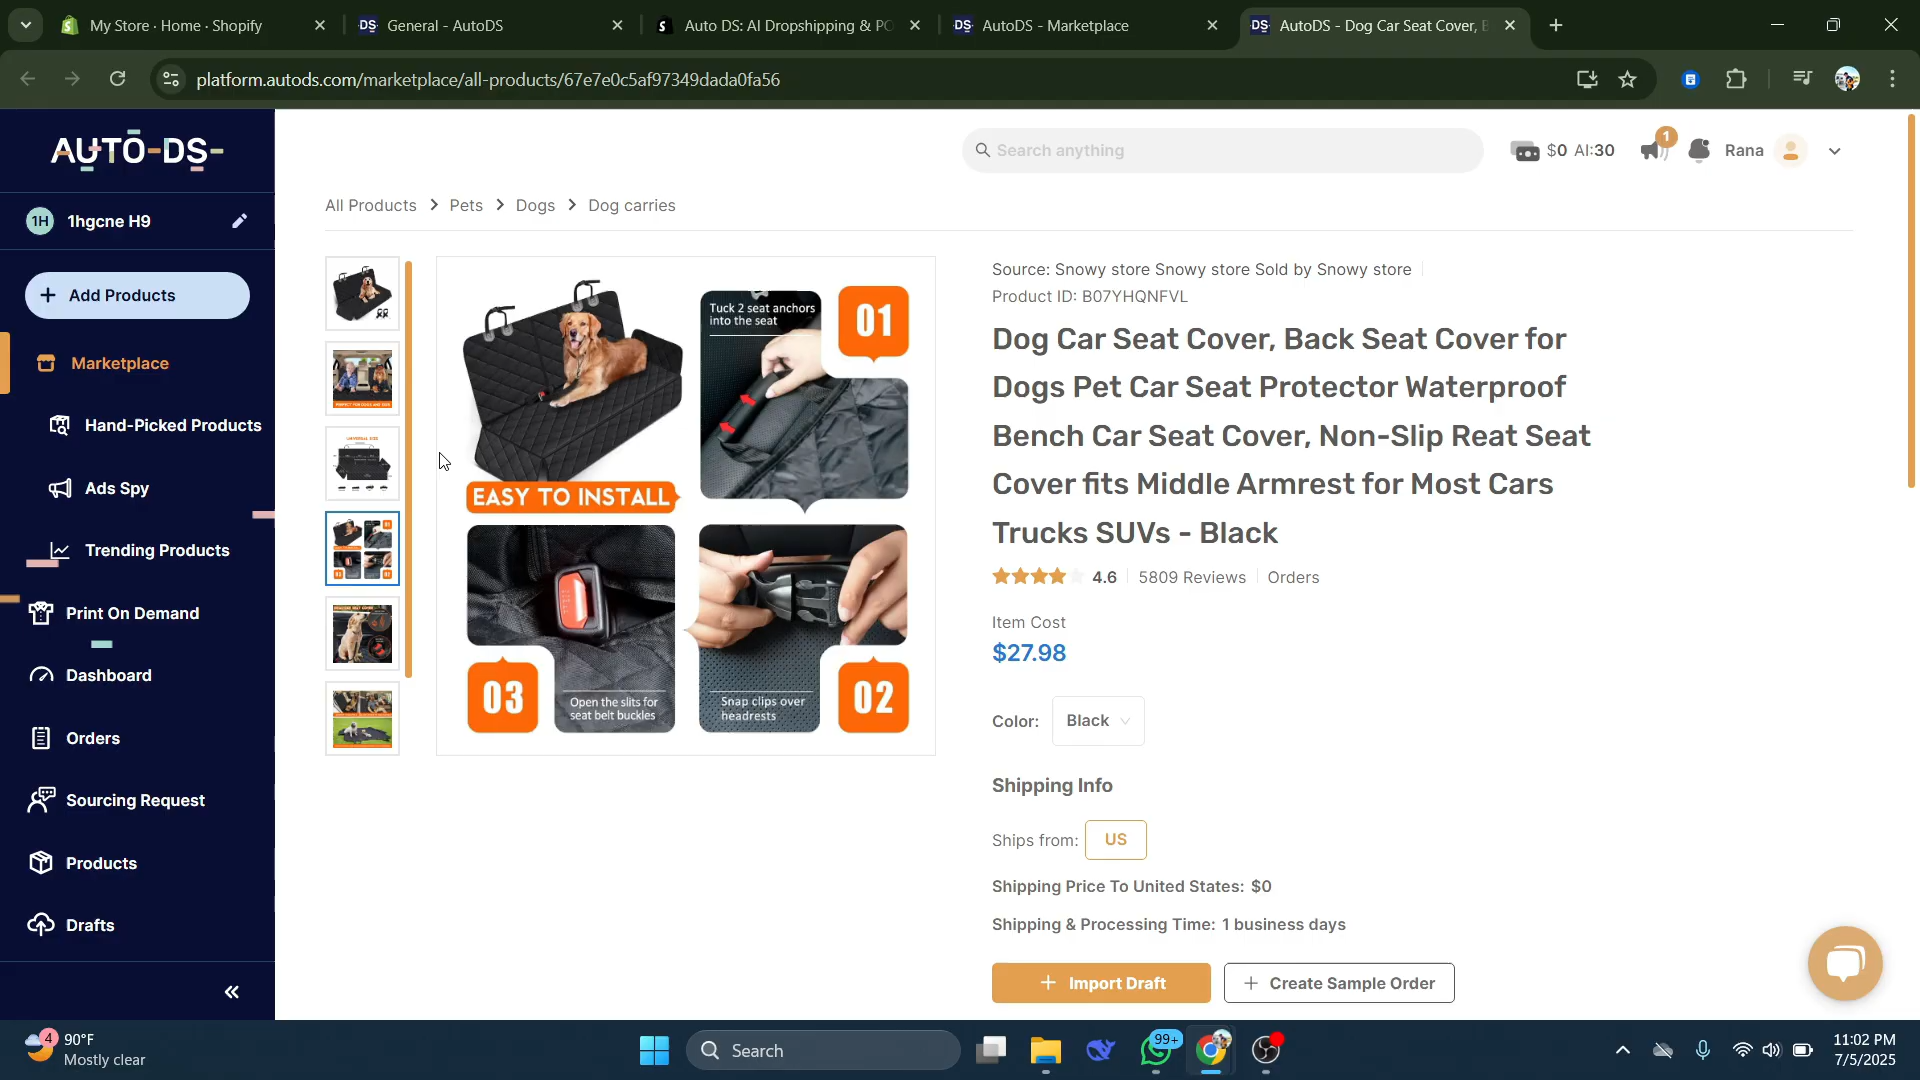 My Store · Home · Shopify
General - AutoDS
Auto DS: AI Dropshipping & PO
AutoDS - Marketplace
AutoDS - Dog Car Seat Cover, B
platform.autods.com/marketplace/all-products/67e7e0c5af97349dada0fa56
AUTO-DS-
Search anything
$0 AI:30
1
Rana
1H
1hgcne H9
All Products > Pets > Dogs > Dog carries
+ Add Products
Marketplace
Hand-Picked Products
Ads Spy
Trending Products
Print On Demand
Dashboard
Orders
Sourcing Request
Products
Drafts
Tuck 2 seat anchors
into the seat
01
EASY TO INSTALL
03
Open the slits for
seat belt buckles
Snap clips over
headrests
02
Source: Snowy store Snowy store Sold by Snowy store
Product ID: B07YHQNFVL
Dog Car Seat Cover, Back Seat Cover for
Dogs Pet Car Seat Protector Waterproof
Bench Car Seat Cover, Non-Slip Reat Seat
Cover fits Middle Armrest for Most Cars
Trucks SUVs - Black
4.6
5809 Reviews
Orders
Item Cost
$27.98
Color: Black
Shipping Info
Ships from: US
Shipping Price To United States: $0
Shipping & Processing Time: 1 business days
+ Import Draft
+ Create Sample Order
4
90°F
Mostly clear
Search
99+
11:02 PM
7/5/2025